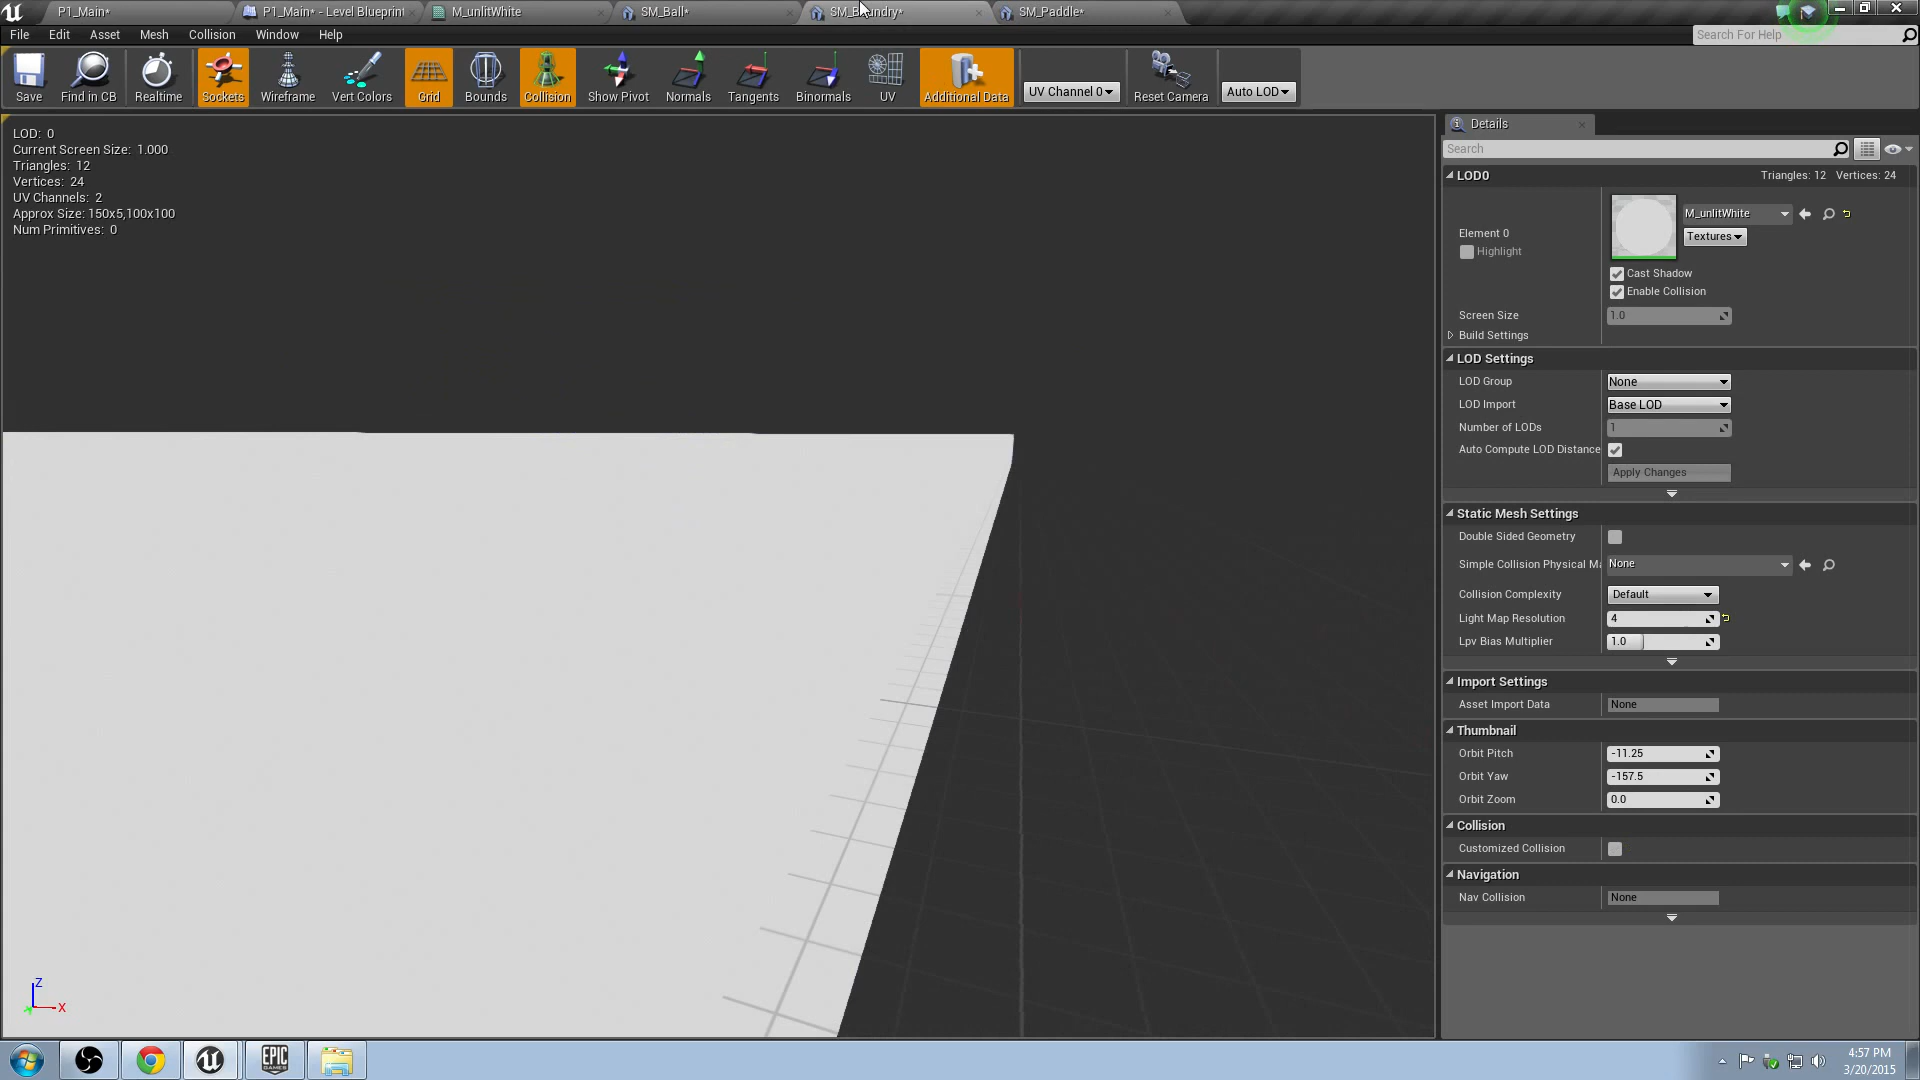 P1_Main*
P1_Main* - Level Blueprint
M_unlitWhite
SM_Ball*
SM_Boundry*
SM_Paddle*
File Edit Asset Mesh Collision Window Help
Search For Help
Save
Find in CB
Realtime
Sockets
Wireframe
Vert Colors
Grid
Bounds
Collision
Show Pivot
Normals
Tangents
Binormals
UV
Additional Data
UV Channel 0
Reset Camera
Auto LOD
LOD: 0
Current Screen Size: 1.000
Triangles: 12
Vertices: 24
UV Channels: 2
Approx Size: 150x5,100x100
Num Primitives: 0
Z
X
Details
Search
LOD0 Triangles: 12 Vertices: 24
Element 0
Highlight
M_unlitWhite
Textures
Cast Shadow
Enable Collision
Screen Size 1.0
Build Settings
LOD Settings
LOD Group None
LOD Import Base LOD
Number of LODs 1
Auto Compute LOD Distance
Apply Changes
Static Mesh Settings
Double Sided Geometry
Simple Collision Physical Ma None
Collision Complexity Default
Light Map Resolution 4
Lpv Bias Multiplier 1.0
Import Settings
Asset Import Data None
Thumbnail
Orbit Pitch -11.25
Orbit Yaw -157.5
Orbit Zoom 0.0
Collision
Customized Collision
Navigation
Nav Collision None
EPIC
GAMES
4:57 PM
3/20/2015